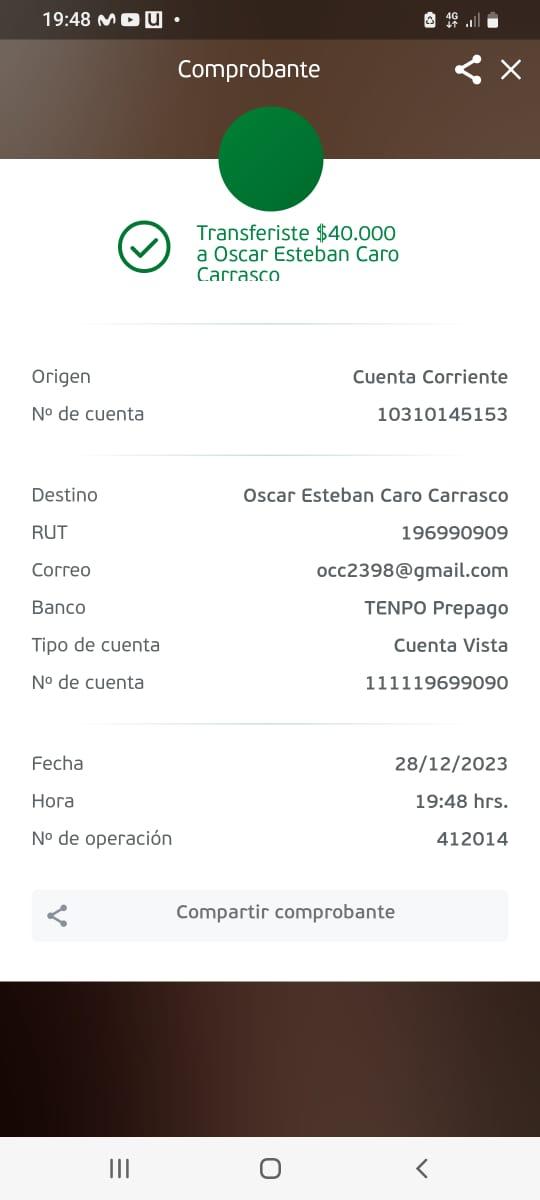 19:48
4G
Comprobante
Transferiste $40.000
a Oscar Esteban Caro
Carrasco
Origen Cuenta Corriente
Nº de cuenta 10310145153
Destino Oscar Esteban Caro Carrasco
RUT 196990909
Correo occ2398@gmail.com
Banco TENPO Prepago
Tipo de cuenta Cuenta Vista
Nº de cuenta 111119699090
Fecha 28/12/2023
Hora 19:48 hrs.
Nº de operación 412014
Compartir comprobante